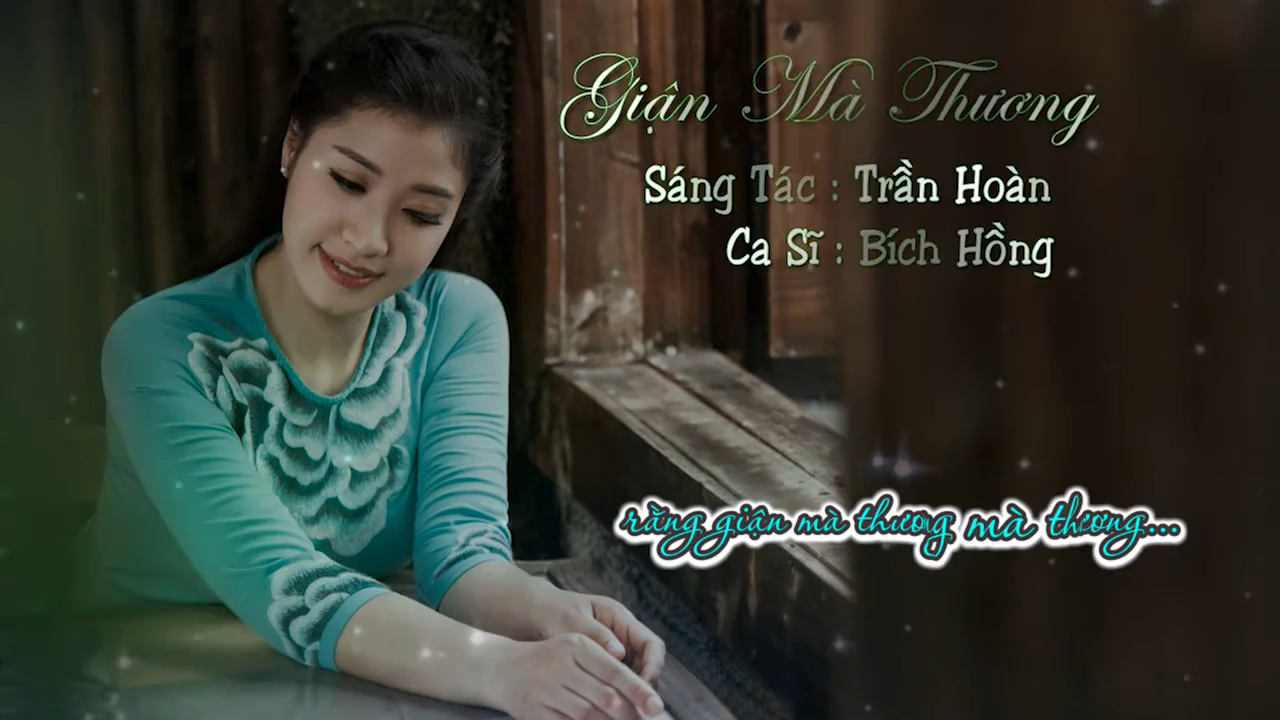 Giận Mà Thương
Sáng Tác : Trần Hoàn
Ca Sĩ : Bích Hồng
rằng giận mà thương mà thương...